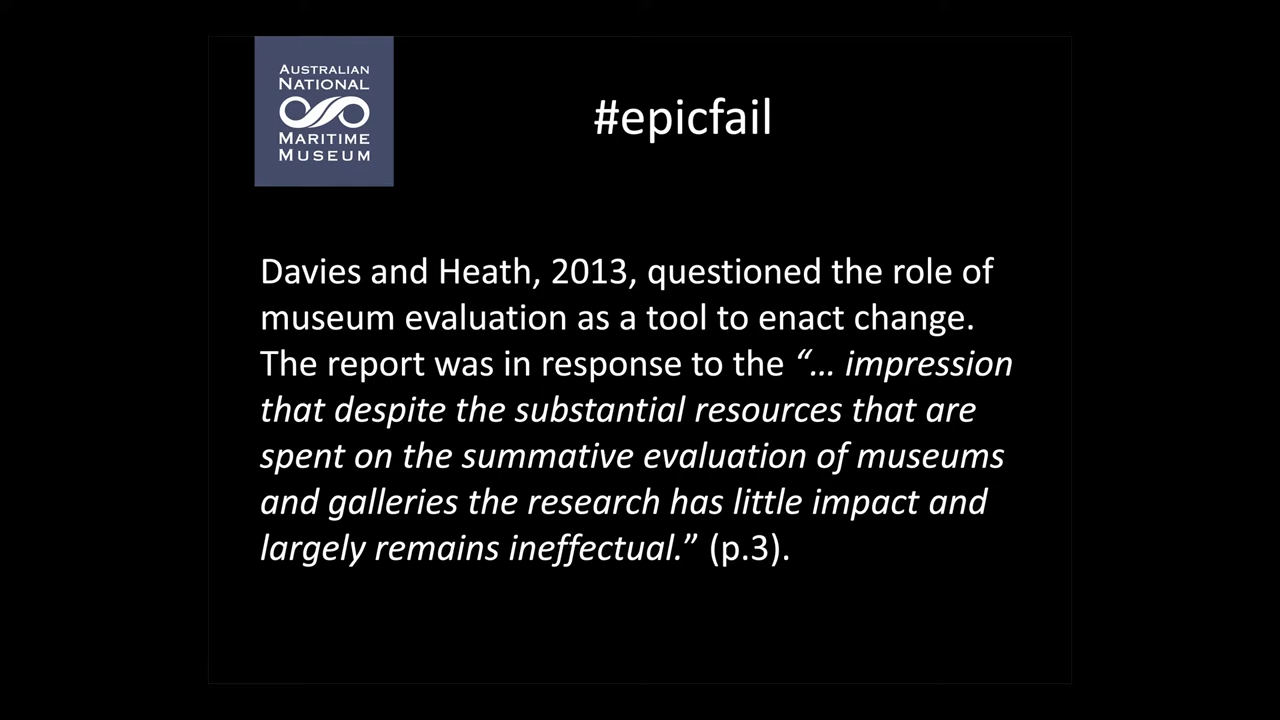 AUSTRALIAN
NATIONAL
MARITIME
MUSEUM
#epicfail
Davies and Heath, 2013, questioned the role of
museum evaluation as a tool to enact change.
The report was in response to the “… impression
that despite the substantial resources that are
spent on the summative evaluation of museums
and galleries the research has little impact and
largely remains ineffectual.” (p.3).